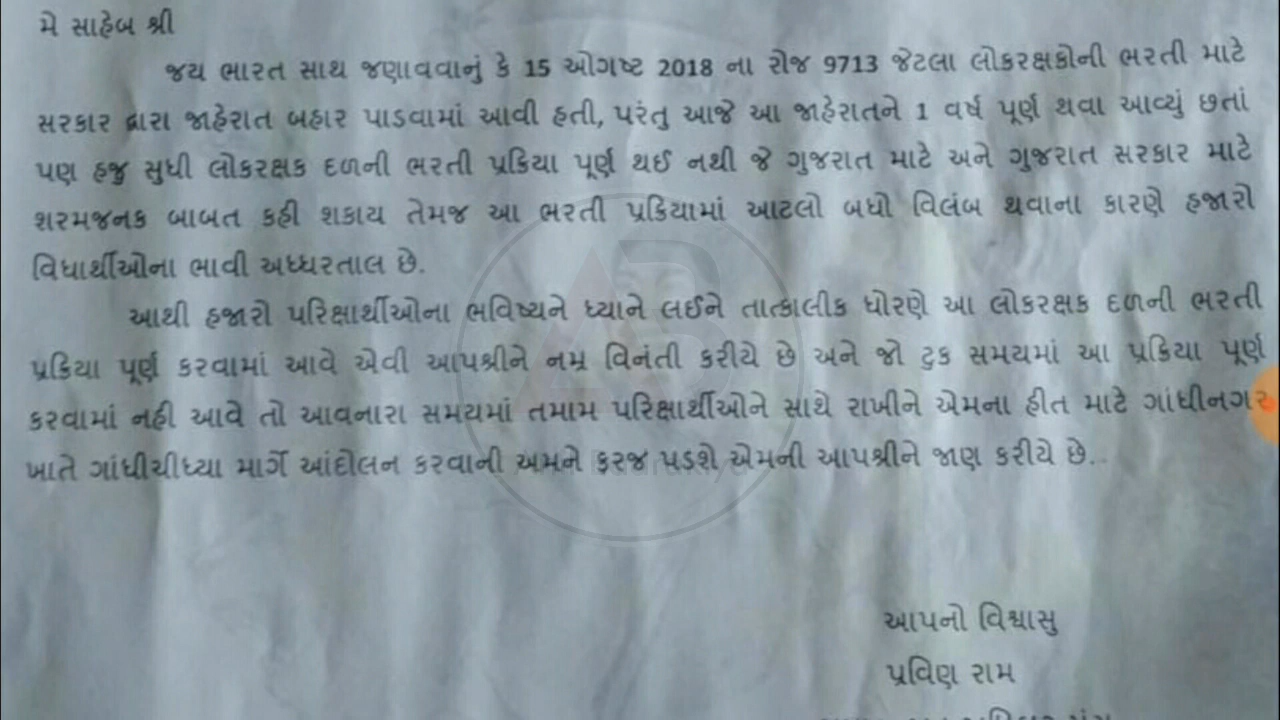 મે સાહેબ શ્રી
જય ભારત સાથ જણાવવાનું કે 15 ઓગષ્ટ 2018 ના રોજ 9713 જેટલા લોકરક્ષકોની ભરતી માટે
સરકાર દ્વારા જાહેરાત બહાર પાડવામાં આવી હતી, પરંતુ આજે આ જાહેરાતને 1 વર્ષ પૂર્ણ થવા આવ્યું છતાં
પણ હજુ સુધી લોકરક્ષક દળની ભરતી પ્રક્રિયા પૂર્ણ થઈ નથી જે ગુજરાત માટે અને ગુજરાત સરકાર માટે
શરમજનક બાબત કહી શકાય તેમજ આ ભરતી પ્રક્રિયામાં આટલો બધો વિલંબ થવાના કારણે હજારો
વિધાર્થીઓના ભાવી અધ્ધરતાલ છે.
આથી હજારો પરિક્ષાર્થીઓના ભવિષ્યને ધ્યાને લઈને તાત્કાલીક ધોરણે આ લોકરક્ષક દળની ભરતી
પ્રક્રિયા પૂર્ણ કરવામાં આવે એવી આપશ્રીને નમ્ર વિનંતી કરીયે છે અને જો ટુક સમયમાં આ પ્રક્રિયા પૂર્ણ
કરવામાં નહી આવે તો આવનારા સમયમાં તમામ પરિક્ષાર્થીઓને સાથે રાખીને એમના હીત માટે ગાંધીનગર
ખાતે ગાંધીચીધ્યા માર્ગે આંદોલન કરવાની અમને ફરજ પડશે એમની આપશ્રીને જાણ કરીયે છે.
આપનો વિશ્વાસુ
પ્રવિણ રામ